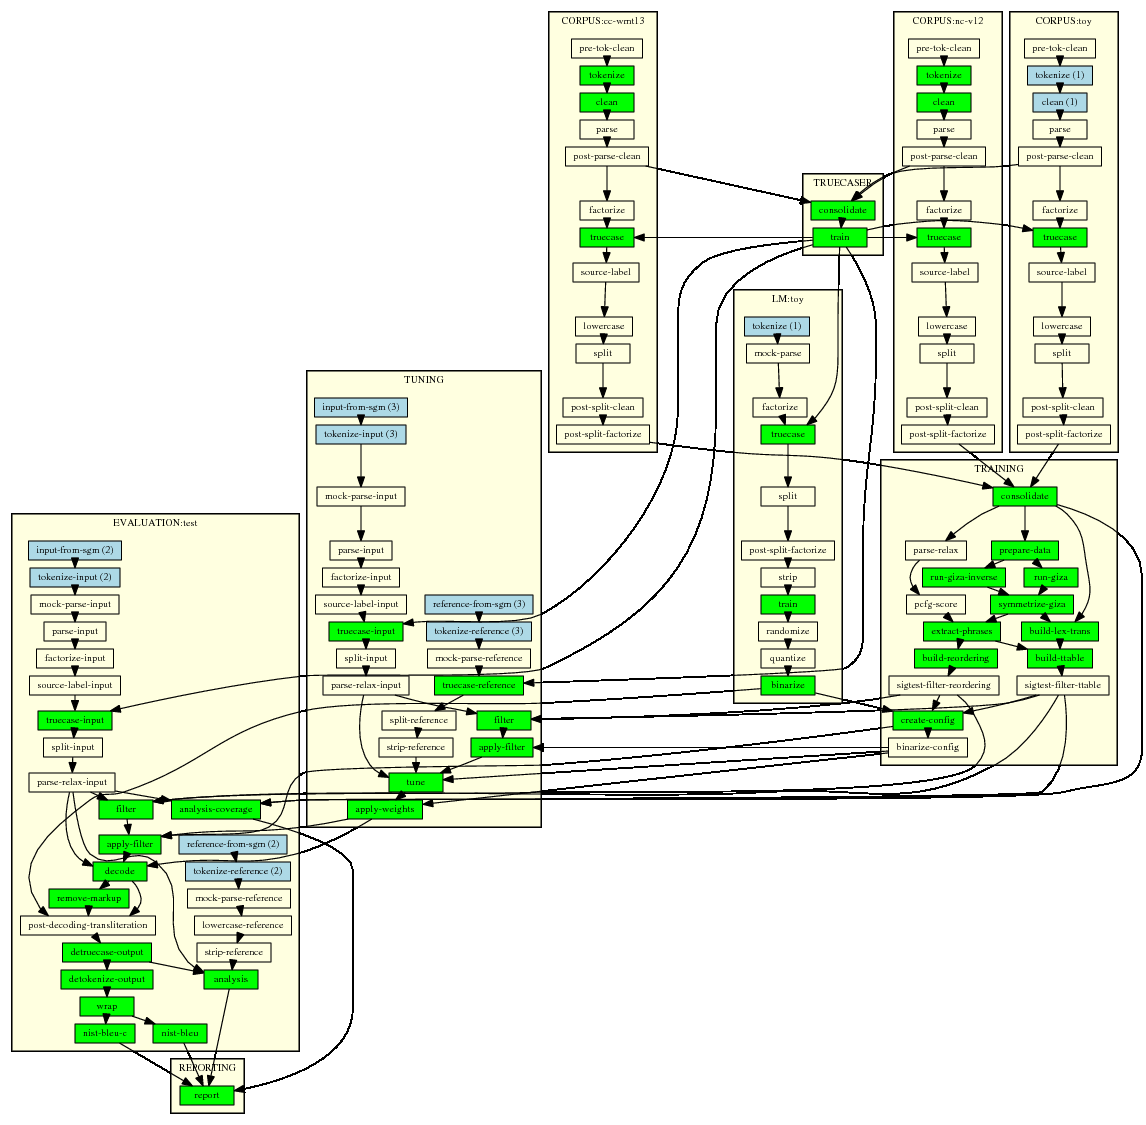 CORPUS:cc-wmt13
pre-tok-clean
tokenize
clean
parse
post-parse-clean
factorize
truecase
source-label
lowercase
split
post-split-clean
post-split-factorize
CORPUS:nc-v12
pre-tok-clean
tokenize
clean
parse
post-parse-clean
factorize
truecase
source-label
lowercase
split
post-split-clean
post-split-factorize
CORPUS:toy
pre-tok-clean
tokenize (1)
clean (1)
parse
post-parse-clean
factorize
truecase
source-label
lowercase
split
post-split-clean
post-split-factorize
TRUECASER
consolidate
train
LM:toy
tokenize (1)
mock-parse
factorize
truecase
split
post-split-factorize
strip
train
randomize
quantize
binarize
TUNING
input-from-sgm (3)
tokenize-input (3)
mock-parse-input
parse-input
factorize-input
source-label-input
truecase-input
split-input
parse-relax-input
reference-from-sgm (3)
tokenize-reference (3)
mock-parse-reference
truecase-reference
split-reference
strip-reference
filter
apply-filter
tune
apply-weights
TRAINING
consolidate
parse-relax
prepare-data
run-giza-inverse
run-giza
pcfg-score
symmetrize-giza
extract-phrases
build-lex-trans
build-reordering
build-ttable
sigtest-filter-reordering
sigtest-filter-ttable
create-config
binarize-config
EVALUATION:test
input-from-sgm (2)
tokenize-input (2)
mock-parse-input
parse-input
factorize-input
source-label-input
truecase-input
split-input
parse-relax-input
filter
analysis-coverage
apply-filter
reference-from-sgm (2)
decode
tokenize-reference (2)
remove-markup
mock-parse-reference
post-decoding-transliteration
lowercase-reference
detruecase-output
strip-reference
detokenize-output
analysis
wrap
nist-bleu-c
nist-bleu
REPORTING
report